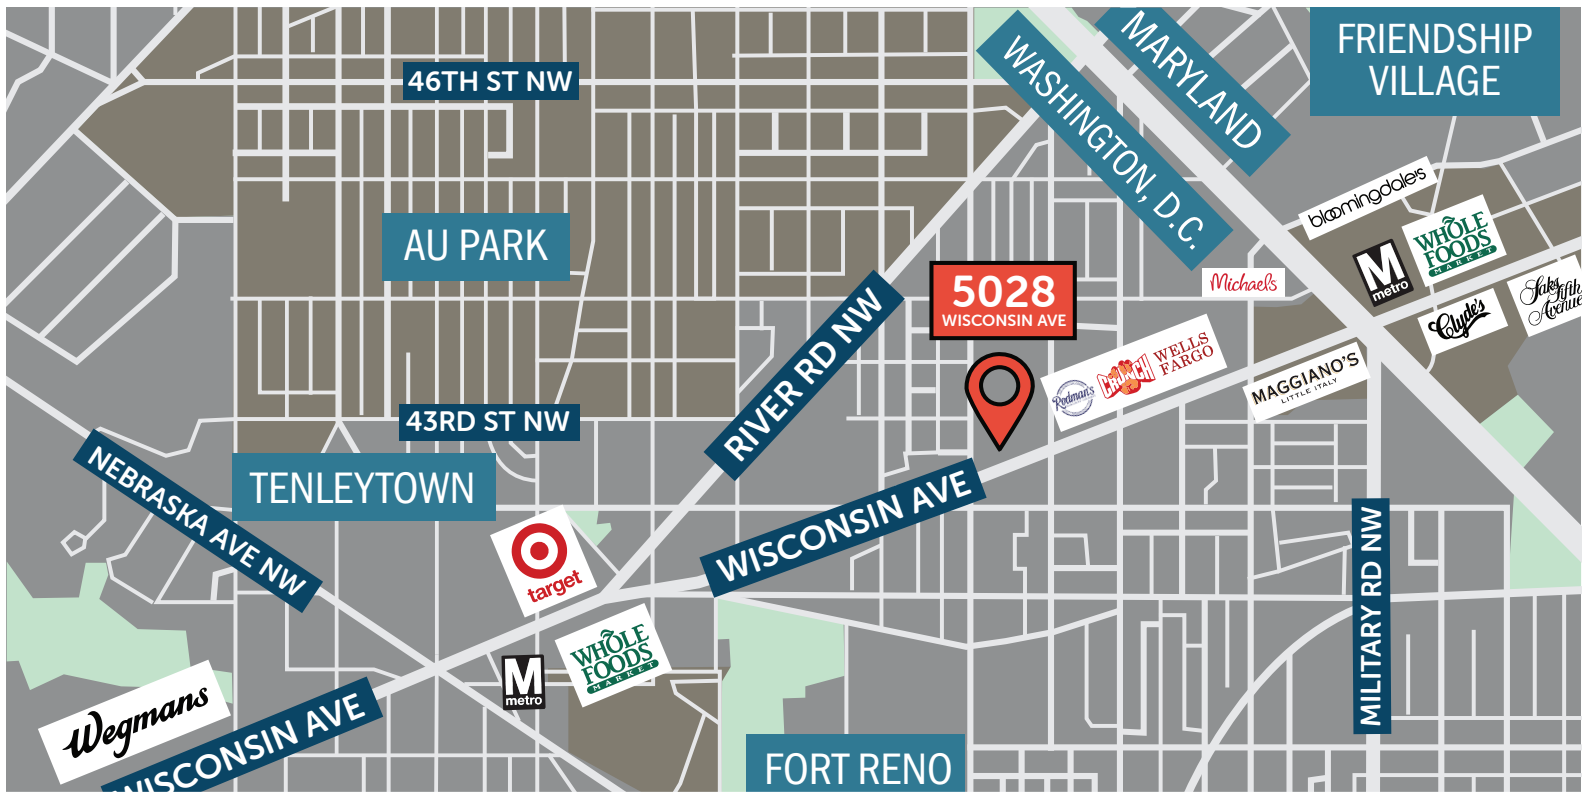 FRIENDSHIP
VILLAGE
MARYLAND
WASHINGTON, D.C.
46TH ST NW
bloomingdale's
WHOLE
FOODS
MARKET
M
metro
AU PARK
Michaels
Saks
Fifth
Avenue
5028
WISCONSIN AVE
Clyde's
RIVER RD NW
Rodman's
CRUNCH
WELLS
FARGO
MAGGIANO'S
LITTLE ITALY
43RD ST NW
NEBRASKA AVE NW
TENLEYTOWN
WISCONSIN AVE
target
MILITARY RD NW
WHOLE
FOODS
MARKET
M
metro
Wegmans
WISCONSIN AVE
FORT RENO